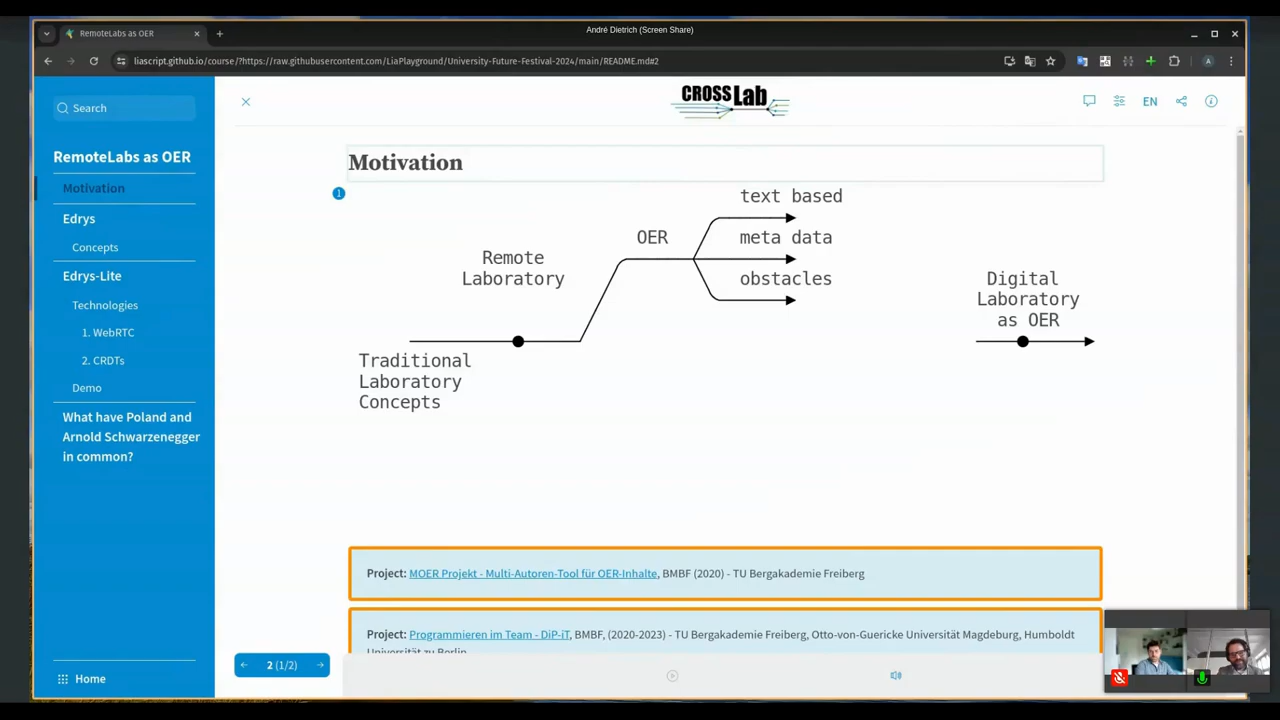 RemoteLabs as OER
André Dietrich (Screen Share)
liascript.github.io/course/?https://raw.githubusercontent.com/LiaPlayground/University-Future-Festival-2024/main/README.md#2
A
Search
CROSSLab
EN
RemoteLabs as OER
Motivation
Edrys
Concepts
Edrys-Lite
Technologies
1. WebRTC
2. CRDTs
Demo
What have Poland and
Arnold Schwarzenegger
in common?
Home
Motivation
1
text based
OER
meta data
Remote
Laboratory
obstacles
Digital
Laboratory
as OER
Traditional
Laboratory
Concepts
Project: MOER Projekt - Multi-Autoren-Tool für OER-Inhalte, BMBF (2020) - TU Bergakademie Freiberg
Project: Programmieren im Team - DiP-iT, BMBF, (2020-2023) - TU Bergakademie Freiberg, Otto-von-Guericke Universität Magdeburg, Humboldt
Universität zu Berlin
2 (1/2)